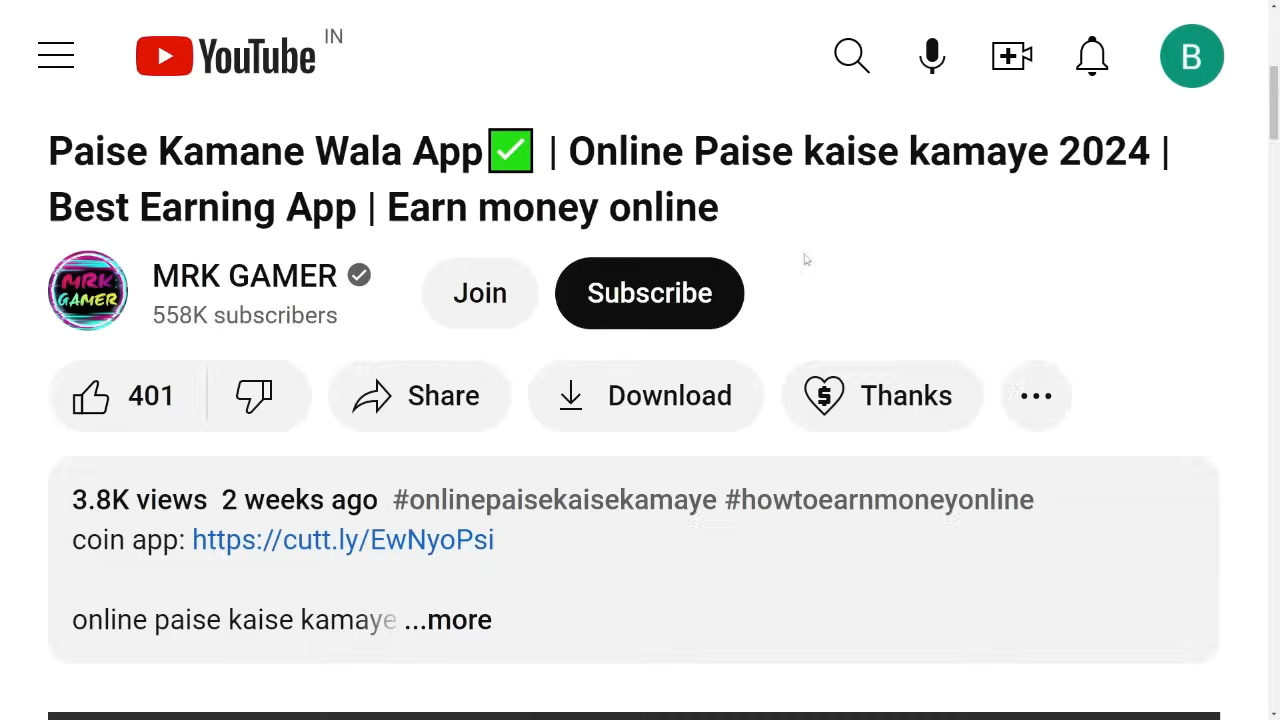 YouTube IN
B
Paise Kamane Wala App✅ | Online Paise kaise kamaye 2024 |
Best Earning App | Earn money online
MRK GAMER
MRK GAMER
558K subscribers
Join
Subscribe
401
Share
Download
Thanks
3.8K views 2 weeks ago #onlinepaisekaisekamaye #howtoearnmoneyonline
coin app: https://cutt.ly/EwNyoPsi
online paise kaise kamaye ...more